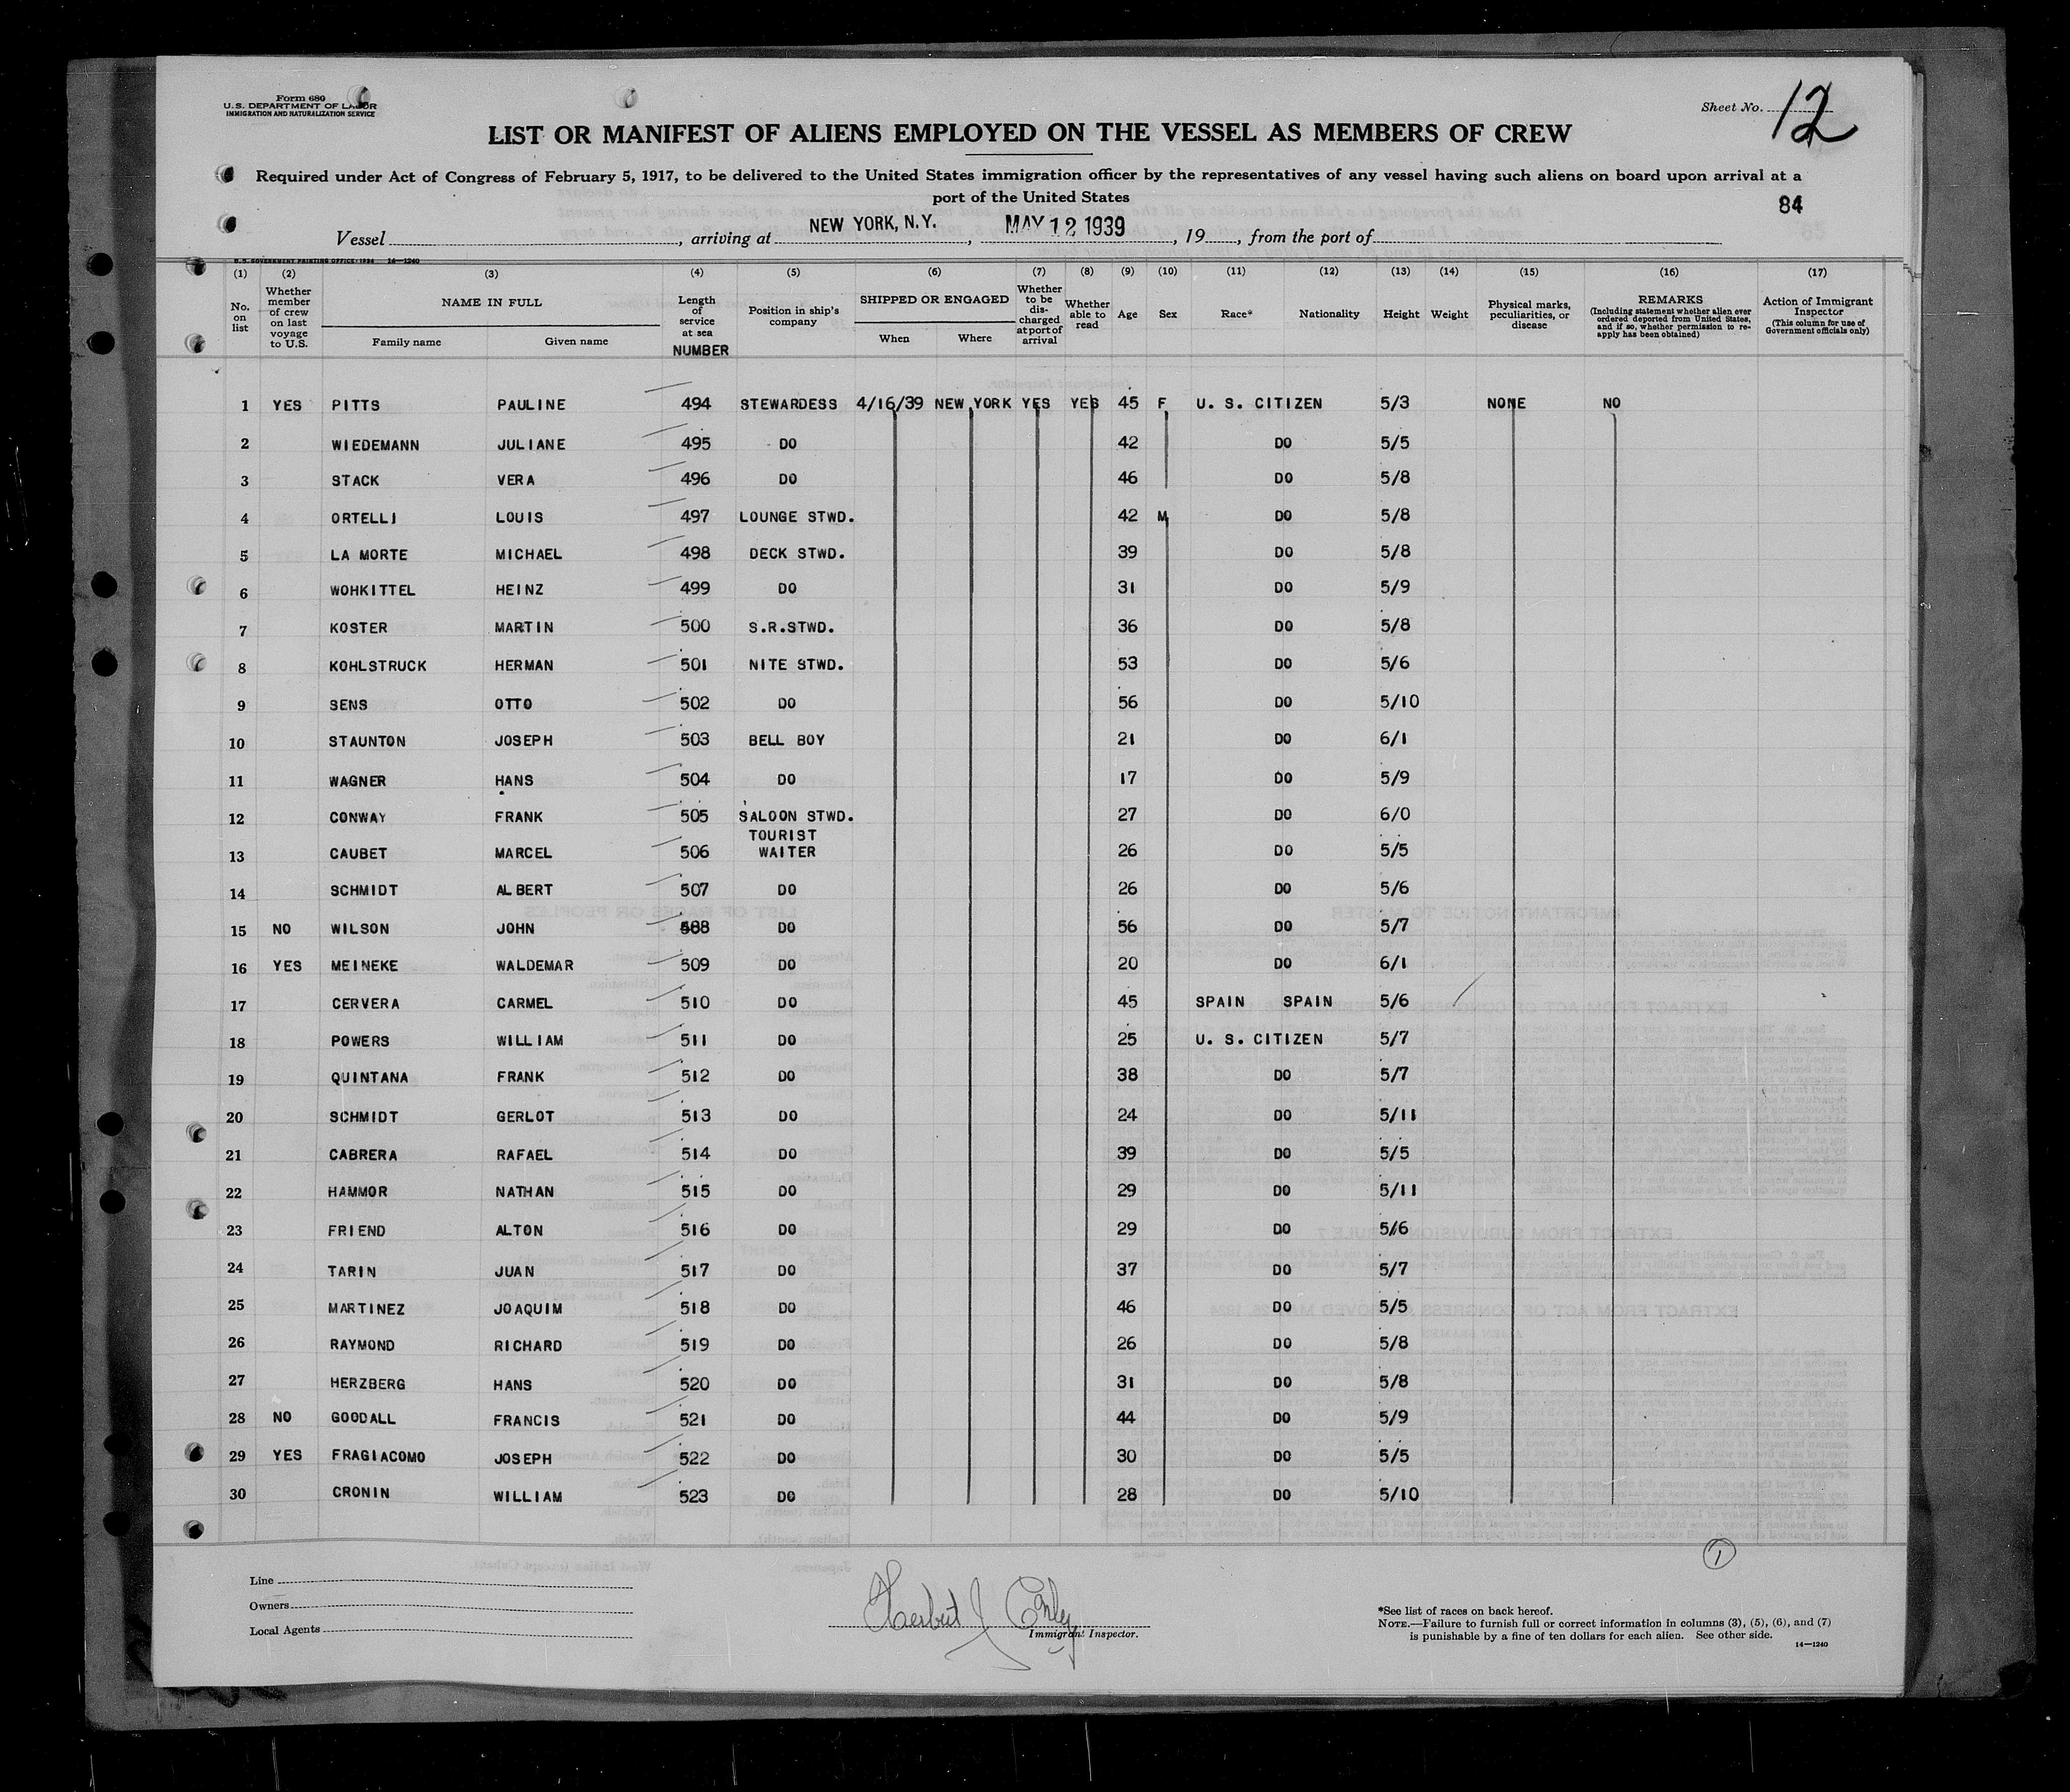 Form 680
U.S. DEPARTMENT OF LABOR
IMMIGRATION AND NATURALIZATION SERVICE
Sheet No. 12
LIST OR MANIFEST OF ALIENS EMPLOYED ON THE VESSEL AS MEMBERS OF CREW
Required under Act of Congress of February 5, 1917, to be delivered to the United States immigration officer by the representatives of any vessel having such aliens on board upon arrival at a
port of the United States
84
Vessel , arriving at NEW YORK, N.Y. , MAY 12 1939 , 19 , from the port of
U.S. GOVERNMENT PRINTING OFFICE: 1934 14—1240
(1) (2) (3) (4) (5) (6) (7) (8) (9) (10) (11) (12) (13) (14) (15) (16) (17)
No. on list
Whether member of crew on last voyage to U.S.
NAME IN FULL
Family name Given name
Length of service at sea
NUMBER
Position in ship's company
SHIPPED OR ENGAGED
When Where
Whether to be discharged at port of arrival
Whether able to read
Age
Sex
Race*
Nationality
Height
Weight
Physical marks, peculiarities, or disease
REMARKS
(Including statement whether alien ever ordered deported from United States, and if so, whether permission to reapply has been obtained)
Action of Immigrant Inspector
(This column for use of Government officials only)
1 YES PITTS PAULINE 494 STEWARDESS 4/16/39 NEW YORK YES YES 45 F U. S. CITIZEN 5/3 NONE NO
2 WIEDEMANN JULIANE 495 DO 42 DO 5/5
3 STACK VERA 496 DO 46 DO 5/8
4 ORTELLI LOUIS 497 LOUNGE STWD. 42 M DO 5/8
5 LA MORTE MICHAEL 498 DECK STWD. 39 DO 5/8
6 WOHKITTEL HEINZ 499 DO 31 DO 5/9
7 KOSTER MARTIN 500 S.R.STWD. 36 DO 5/8
8 KOHLSTRUCK HERMAN 501 NITE STWD. 53 DO 5/6
9 SENS OTTO 502 DO 56 DO 5/10
10 STAUNTON JOSEPH 503 BELL BOY 21 DO 6/1
11 WAGNER HANS 504 DO 17 DO 5/9
12 CONWAY FRANK 505 SALOON STWD. 27 DO 6/0
13 CAUBET MARCEL 506 TOURIST WAITER 26 DO 5/5
14 SCHMIDT ALBERT 507 DO 26 DO 5/6
15 NO WILSON JOHN 508 DO 56 DO 5/7
16 YES MEINEKE WALDEMAR 509 DO 20 DO 6/1
17 CERVERA CARMEL 510 DO 45 SPAIN SPAIN 5/6
18 POWERS WILLIAM 511 DO 25 U. S. CITIZEN 5/7
19 QUINTANA FRANK 512 DO 38 DO 5/7
20 SCHMIDT GERLOT 513 DO 24 DO 5/11
21 CABRERA RAFAEL 514 DO 39 DO 5/5
22 HAMMOR NATHAN 515 DO 29 DO 5/11
23 FRIEND ALTON 516 DO 29 DO 5/6
24 TARIN JUAN 517 DO 37 DO 5/7
25 MARTINEZ JOAQUIM 518 DO 46 DO 5/5
26 RAYMOND RICHARD 519 DO 26 DO 5/8
27 HERZBERG HANS 520 DO 31 DO 5/8
28 NO GOODALL FRANCIS 521 DO 44 DO 5/9
29 YES FRAGIACOMO JOSEPH 522 DO 30 DO 5/5
30 CRONIN WILLIAM 523 DO 28 DO 5/10
1
Line
Owners
Local Agents
Herbert J
Immigrant Inspector.
*See list of races on back hereof.
NOTE.—Failure to furnish full or correct information in columns (3), (5), (6), and (7)
is punishable by a fine of ten dollars for each alien. See other side.
14—1240